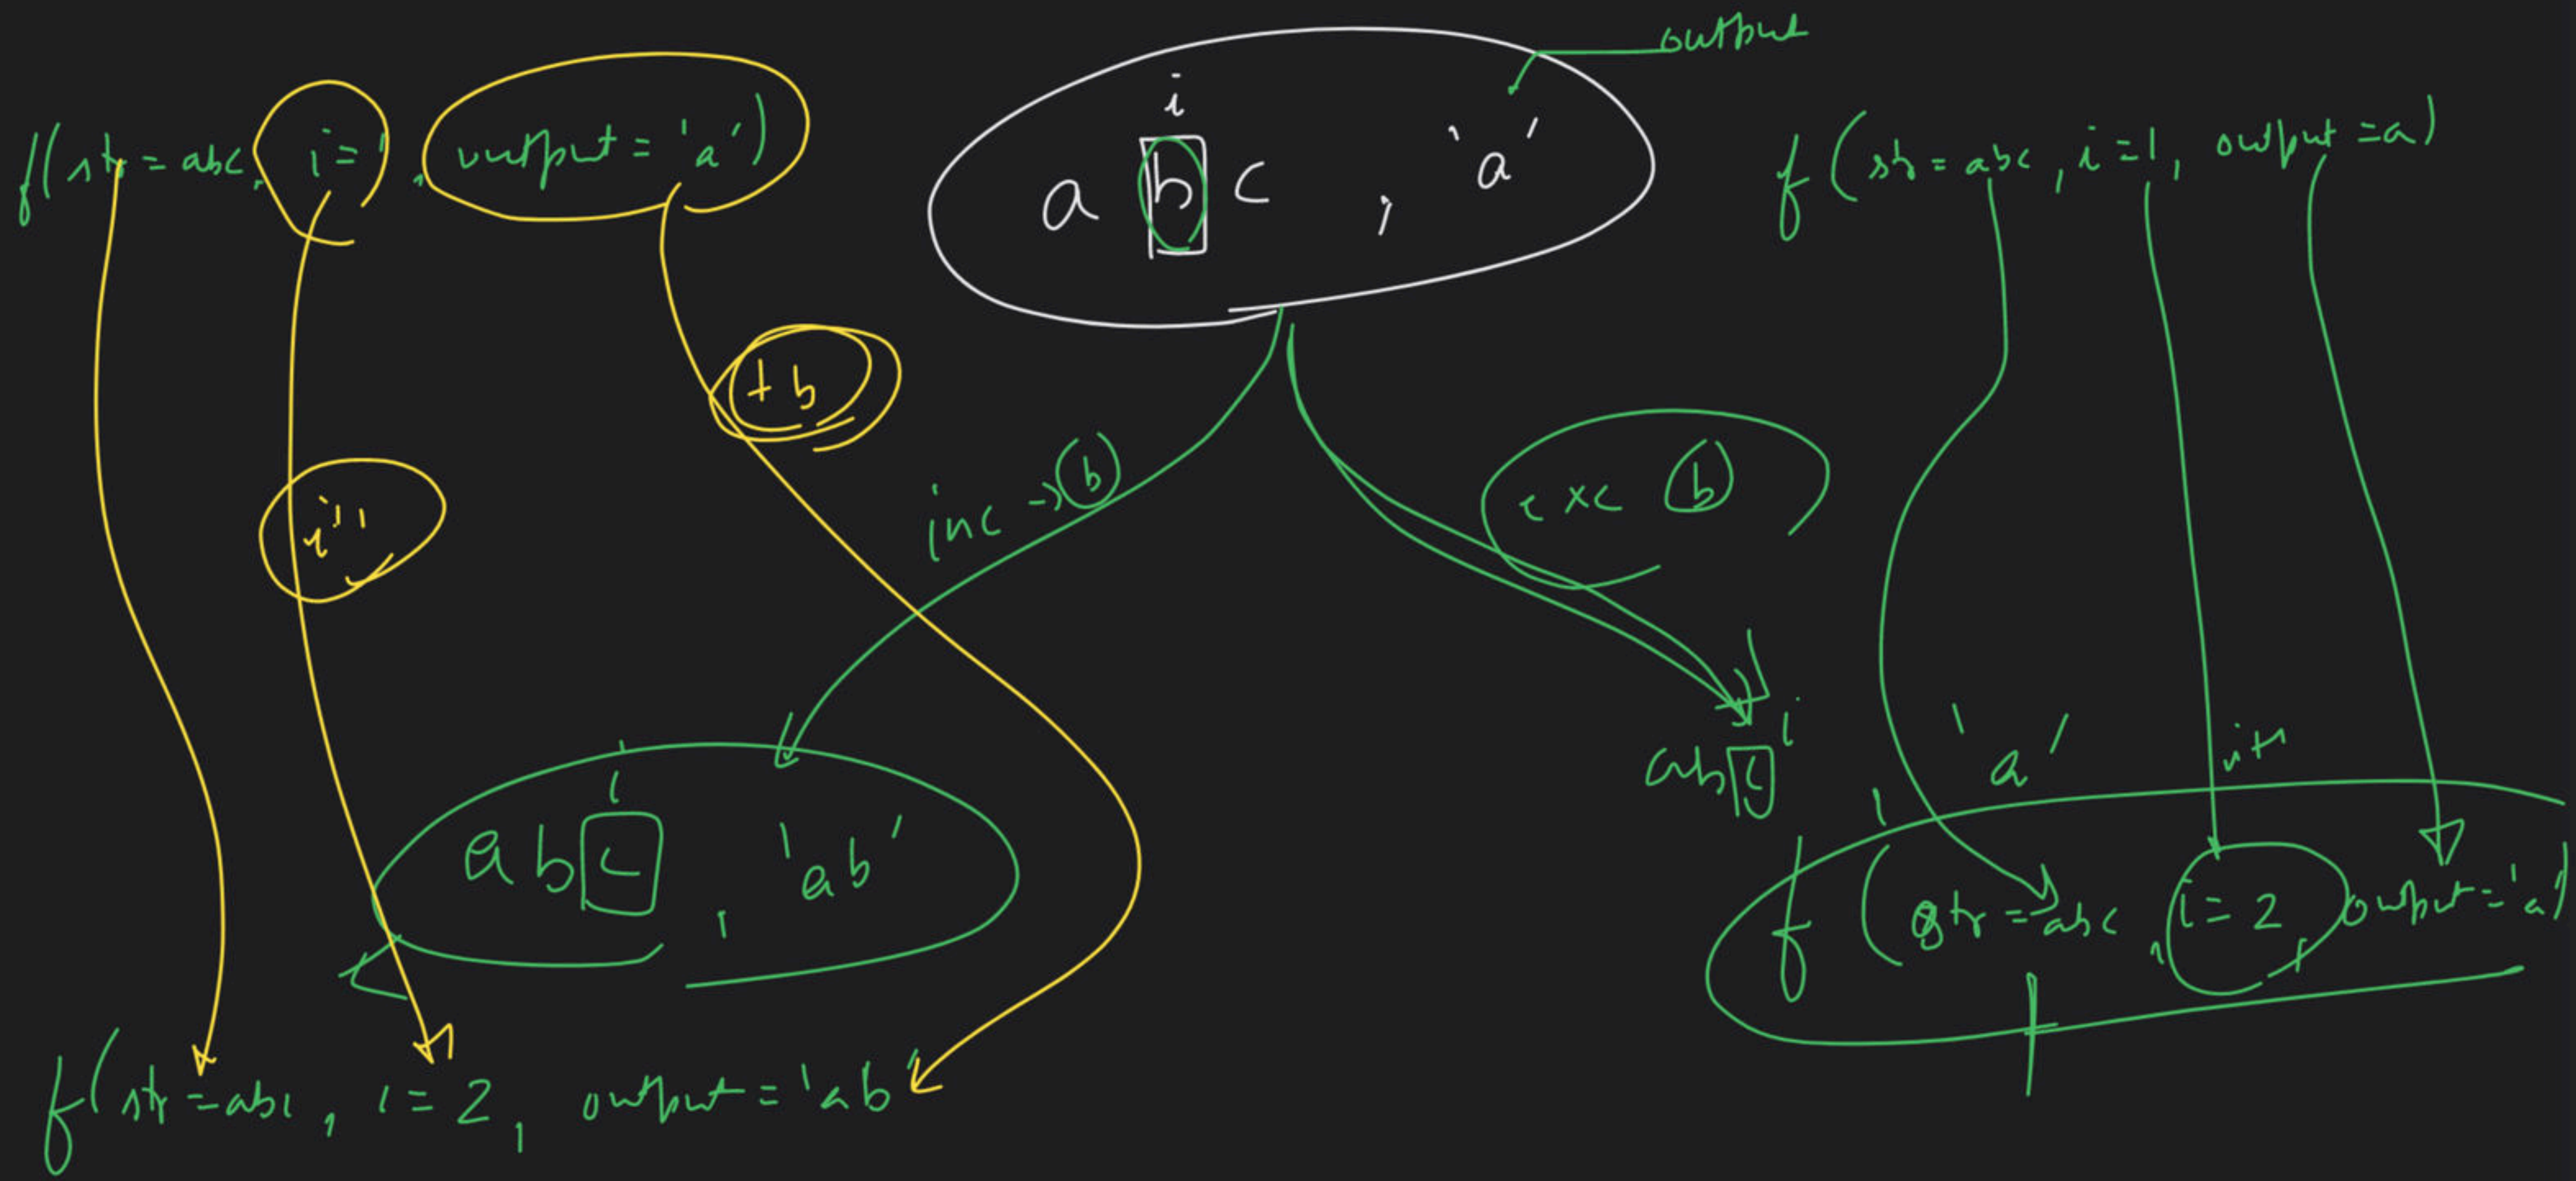 output
f(str = abc, i = 1, output = 'a')
i
a b c , 'a'
f(str = abc, i = 1, output = a)
+ b
inc -> b
exc b
i
i
a b c , 'ab'
abc
'a'
i++
f(str = abc, i = 2, output = 'a')
f(str = abc, i = 2, output = 'ab'